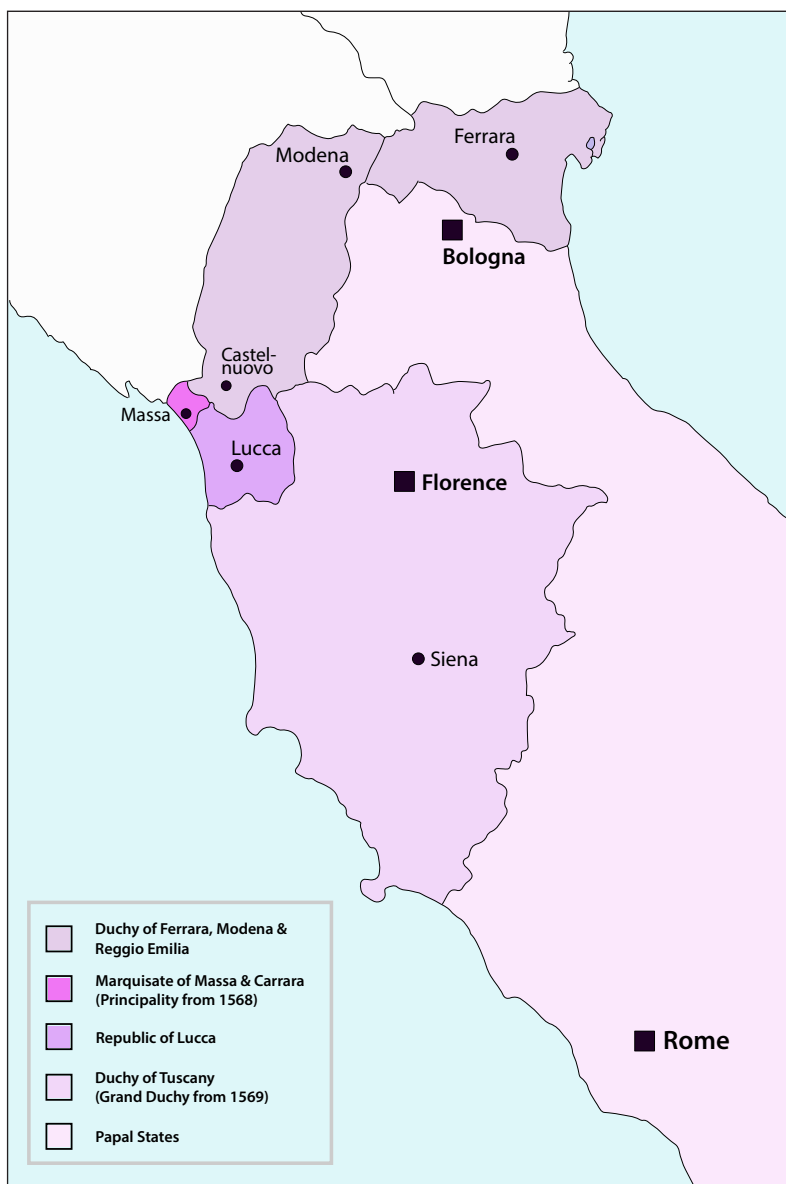 Ferrara
Modena
Bologna
Castel-
nuovo
Massa
Lucca
Florence
Siena
Duchy of Ferrara, Modena &
Reggio Emilia
Marquisate of Massa & Carrara
(Principality from 1568)
Republic of Lucca
Duchy of Tuscany
(Grand Duchy from 1569)
Papal States
Rome